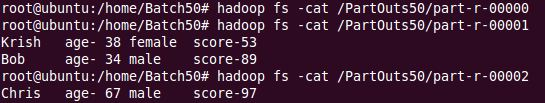 root@ubuntu:/home/Batch50# hadoop fs -cat /PartOuts50/part-r-00000
root@ubuntu:/home/Batch50# hadoop fs -cat /PartOuts50/part-r-00001
Krish   age- 38 female  score-53
Bob     age- 34 male    score-89
root@ubuntu:/home/Batch50# hadoop fs -cat /PartOuts50/part-r-00002
Chris   age- 67 male    score-97